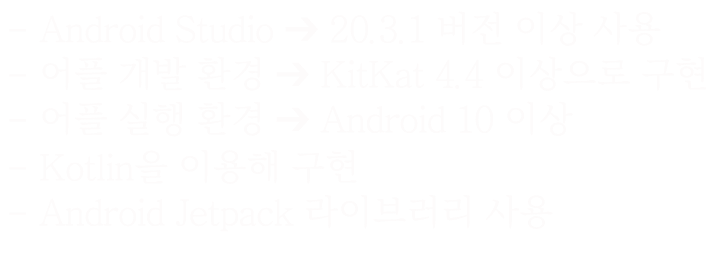 - Android Studio → 20.3.1 버전 이상 사용
- 어플 개발 환경 → KitKat 4.4 이상으로 구현
- 어플 실행 환경 → Android 10 이상
- Kotlin을 이용해 구현
- Android Jetpack 라이브러리 사용